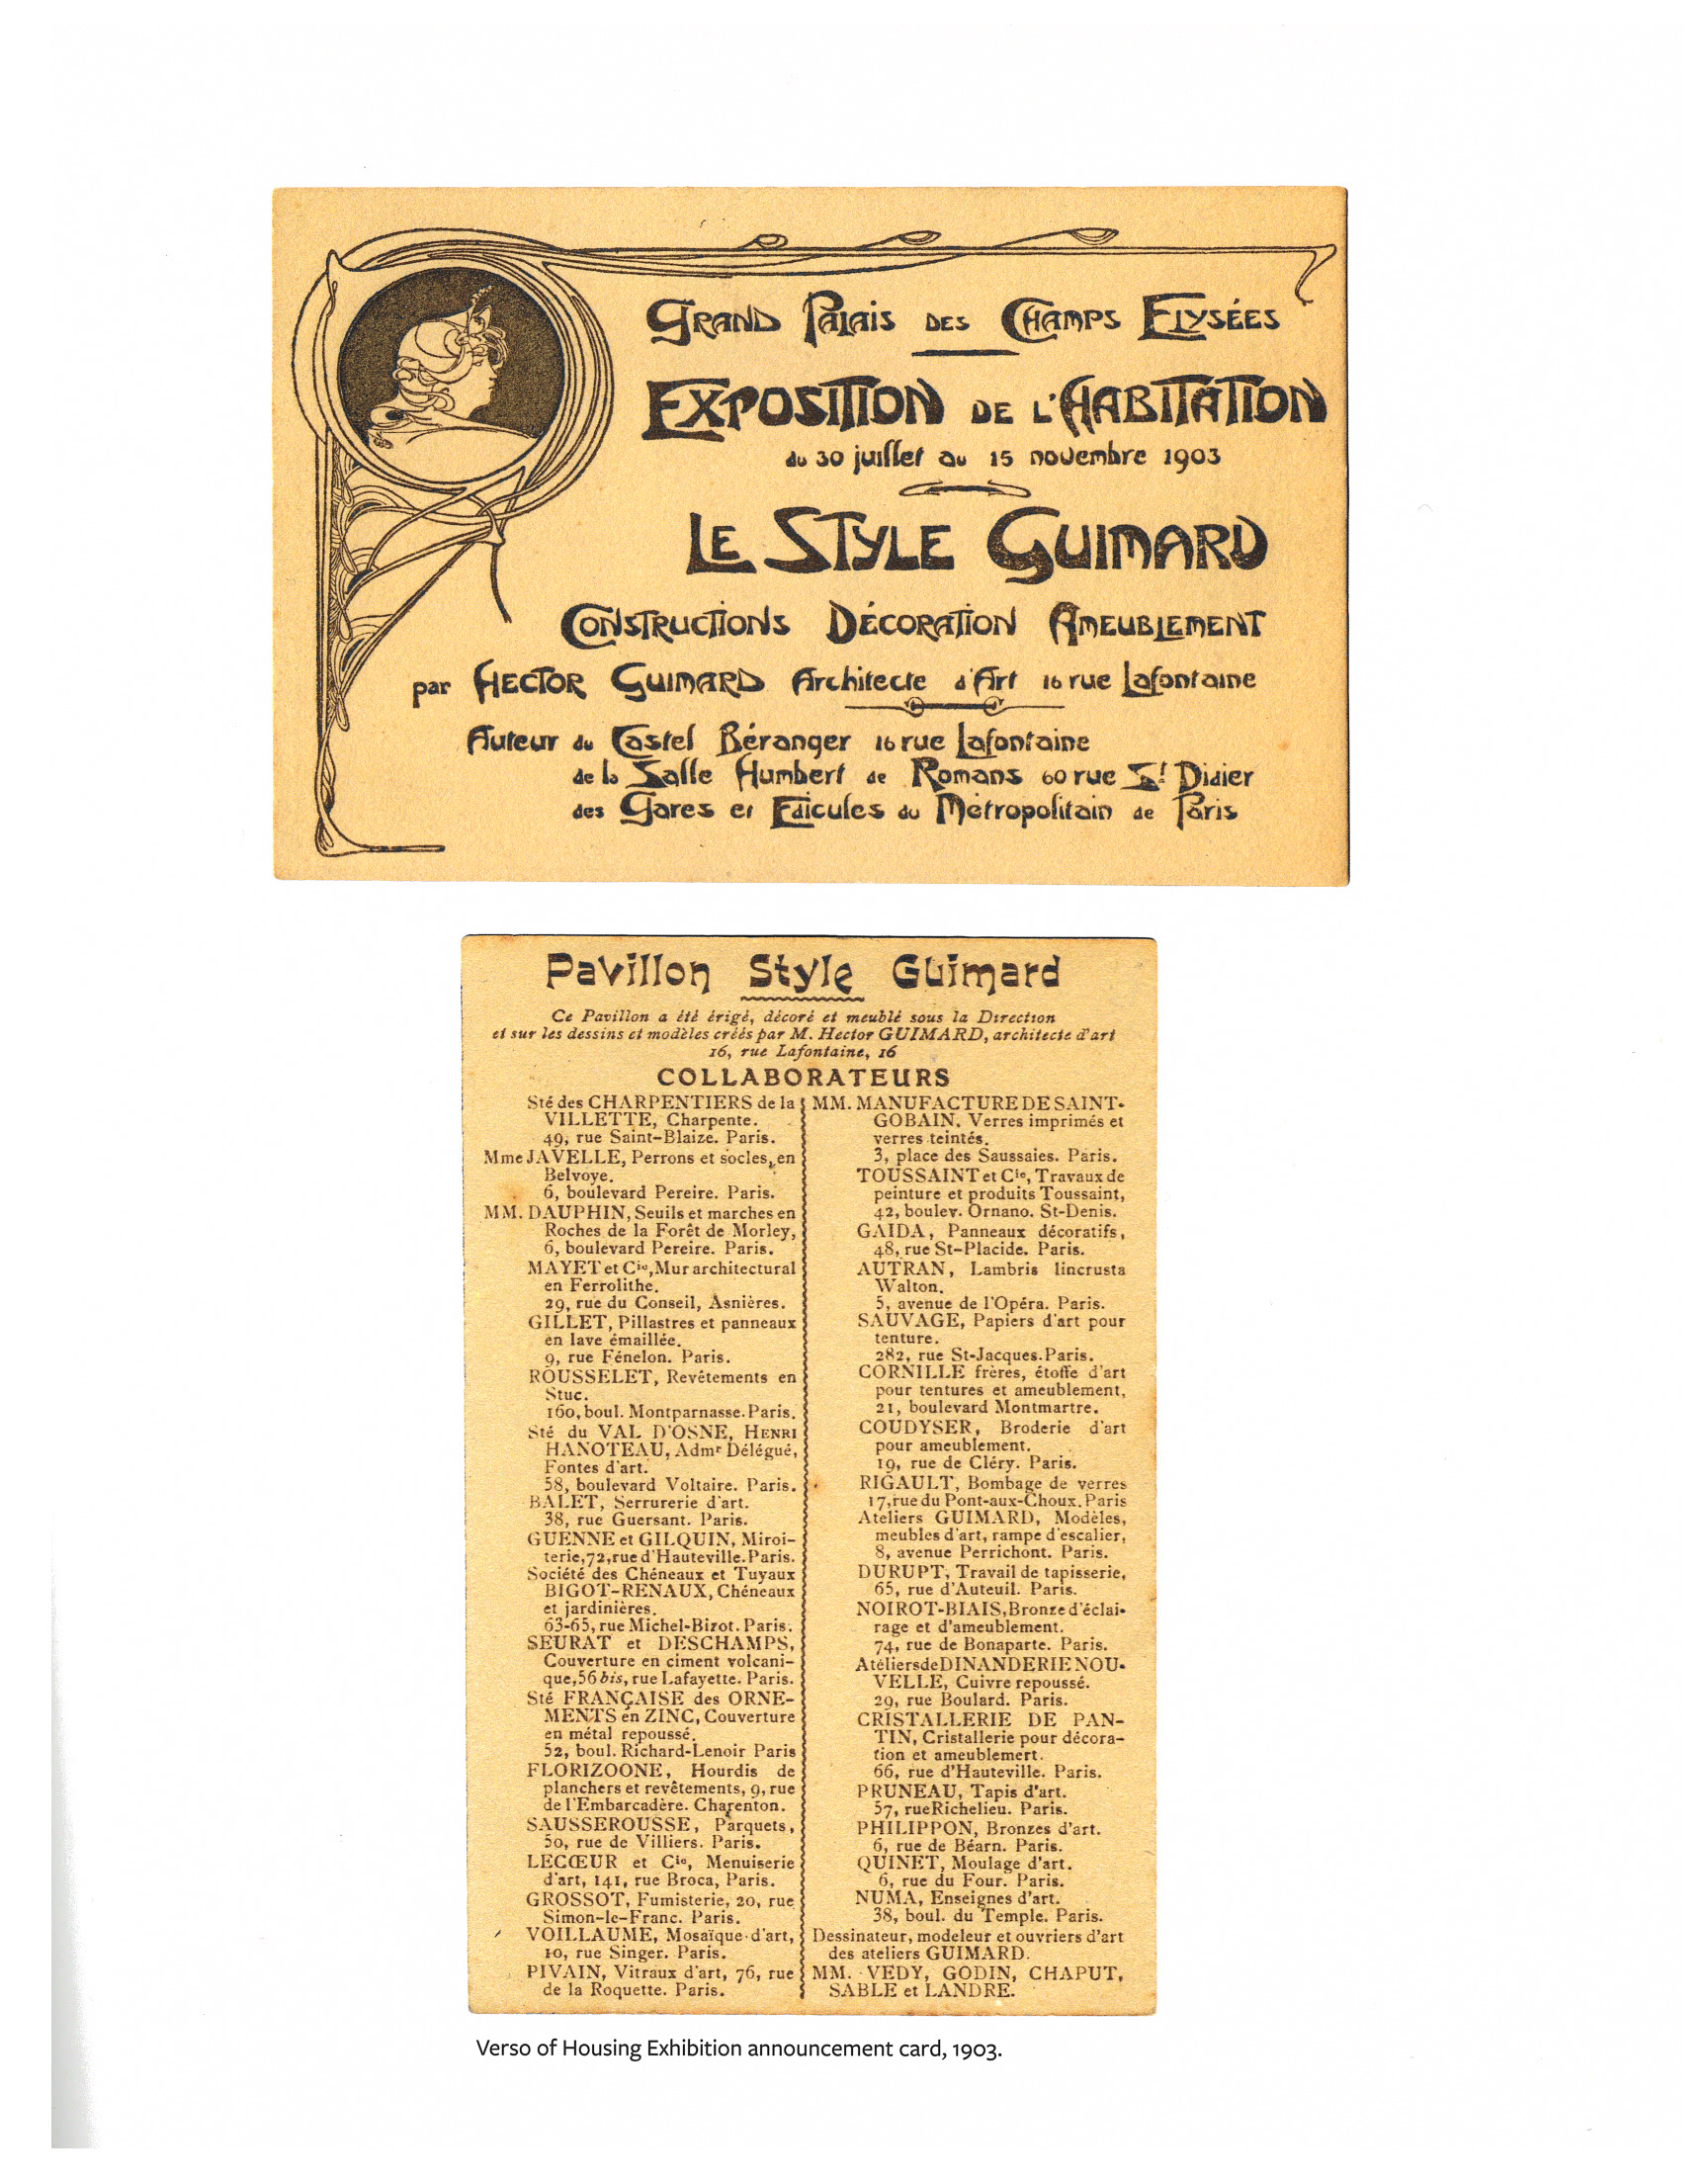 Grand Palais des Champs Elysées
Exposition de l'Habitation
du 30 juillet au 15 novembre 1903
Le Style Guimard
Constructions Décoration Ameublement
par Hector Guimard Architecte d'Art 16 rue Lafontaine
Auteur du Castel Béranger 16 rue Lafontaine
de la Salle Humbert de Romans 60 rue St Didier
des Gares et Edicules du Métropolitain de Paris
Pavillon Style Guimard
Ce Pavillon a été érigé, décoré et meublé sous la Direction
et sur les dessins et modèles créés par M. Hector GUIMARD, architecte d'art
16, rue Lafontaine, 16
COLLABORATEURS
Sté des CHARPENTIERS de la
VILLETTE, Charpente.
49, rue Saint-Blaize. Paris.
Mme JAVELLE, Perrons et socles, en
Belvoye.
6, boulevard Pereire. Paris.
MM. DAUPHIN, Seuils et marches en
Roches de la Forêt de Morley,
6, boulevard Pereire. Paris.
MAYET et Cie, Mur architectural
en Ferrolithe.
29, rue du Conseil, Asnières.
GILLET, Pillastres et panneaux
en lave émaillée.
9, rue Fénelon. Paris.
ROUSSELET, Revêtements en
Stuc.
160, boul. Montparnasse. Paris.
Sté du VAL D'OSNE, HENRI
HANOTEAU, Admr Délégué,
Fontes d'art.
58, boulevard Voltaire. Paris.
BALET, Serrurerie d'art.
38, rue Guersant. Paris.
GUENNE et GILQUIN, Miroi-
terie, 72, rue d'Hauteville. Paris.
Société des Chéneaux et Tuyaux
BIGOT-RENAUX, Chéneaux
et jardinières.
63-65, rue Michel-Bizot. Paris.
SEURAT et DESCHAMPS,
Couverture en ciment volcani-
que, 56 bis, rue Lafayette. Paris.
Sté FRANÇAISE des ORNE-
MENTS en ZINC, Couverture
en métal repoussé.
52, boul. Richard-Lenoir Paris
FLORIZOONE, Hourdis de
planchers et revêtements, 9, rue
de l'Embarcadère. Charenton.
SAUSSEROUSSE, Parquets,
50, rue de Villiers. Paris.
LECŒUR et Cie, Menuiserie
d'art, 141, rue Broca, Paris.
GROSSOT, Fumisterie, 20, rue
Simon-le-Franc. Paris.
VOILLAUME, Mosaïque d'art,
10, rue Singer. Paris.
PIVAIN, Vitraux d'art, 76, rue
de la Roquette. Paris.
MM. MANUFACTURE DE SAINT-
GOBAIN. Verres imprimés et
verres teintés.
3, place des Saussaies. Paris.
TOUSSAINT et Cie, Travaux de
peinture et produits Toussaint,
42, boulev. Ornano. St-Denis.
GAIDA, Panneaux décoratifs,
48, rue St-Placide. Paris.
AUTRAN, Lambris lincrusta
Walton.
5, avenue de l'Opéra. Paris.
SAUVAGE, Papiers d'art pour
tenture.
282, rue St-Jacques. Paris.
CORNILLE frères, étoffe d'art
pour tentures et ameublement,
21, boulevard Montmartre.
COUDYSER, Broderie d'art
pour ameublement.
19, rue de Cléry. Paris.
RIGAULT, Bombage de verres
17, rue du Pont-aux-Choux. Paris
Ateliers GUIMARD, Modèles,
meubles d'art, rampe d'escalier,
8, avenue Perrichont. Paris.
DURUPT, Travail de tapisserie,
65, rue d'Auteuil. Paris.
NOIROT-BIAIS, Bronze d'éclai-
rage et d'ameublement.
74, rue de Bonaparte. Paris.
Atéliers de DINANDERIE NOU-
VELLE, Cuivre repoussé.
29, rue Boulard. Paris.
CRISTALLERIE DE PAN-
TIN, Cristallerie pour décora-
tion et ameublemert.
66, rue d'Hauteville. Paris.
PRUNEAU, Tapis d'art.
57, rue Richelieu. Paris.
PHILIPPON, Bronzes d'art.
6, rue de Béarn. Paris.
QUINET, Moulage d'art.
6, rue du Four. Paris.
NUMA, Enseignes d'art.
38, boul. du Temple. Paris.
Dessinateur, modeleur et ouvriers d'art
des ateliers GUIMARD.
MM. VEDY, GODIN, CHAPUT,
SABLE et LANDRE.
Verso of Housing Exhibition announcement card, 1903.